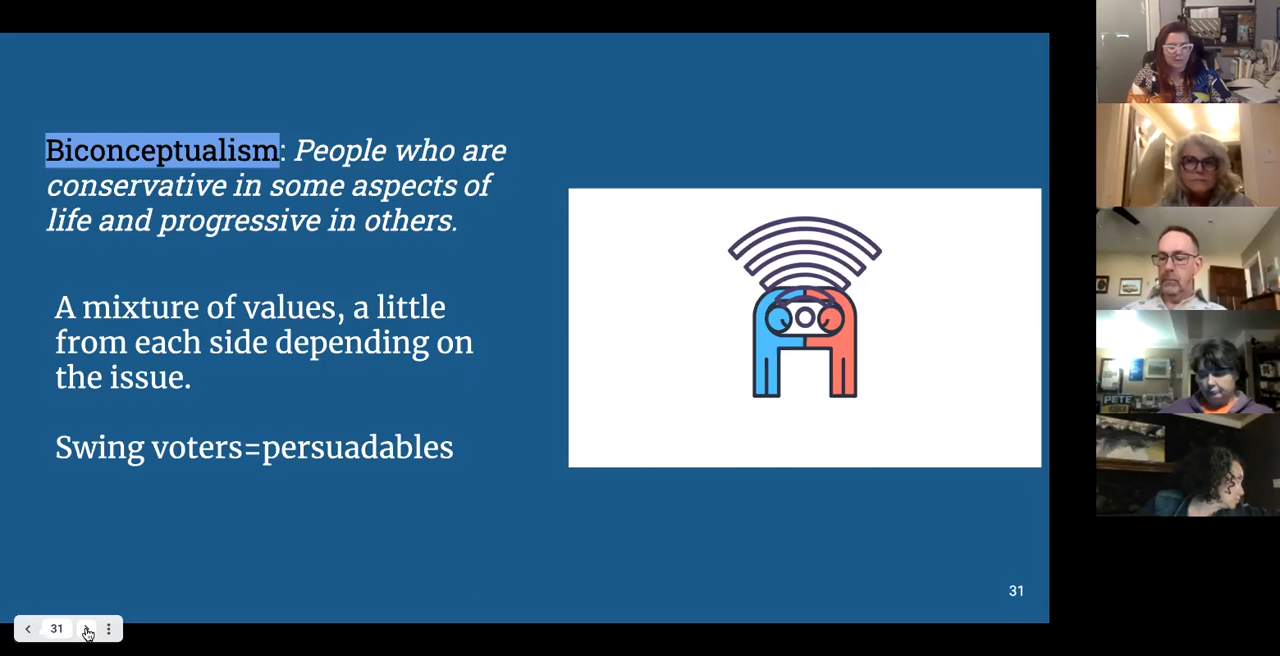 Biconceptualism: People who are
conservative in some aspects of
life and progressive in others.
A mixture of values, a little
from each side depending on
the issue.
Swing voters=persuadables
31
31
PETE